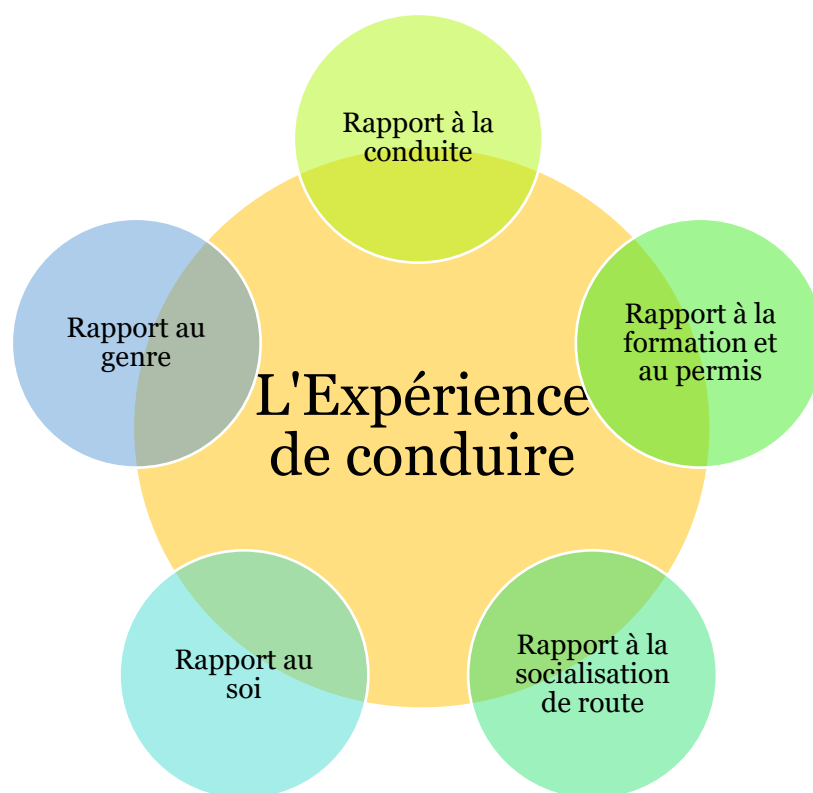 Rapport à la
conduite
Rapport à la
formation et
au permis
Rapport au
genre
L'Expérience
de conduire
Rapport à la
socialisation
de route
Rapport au
soi